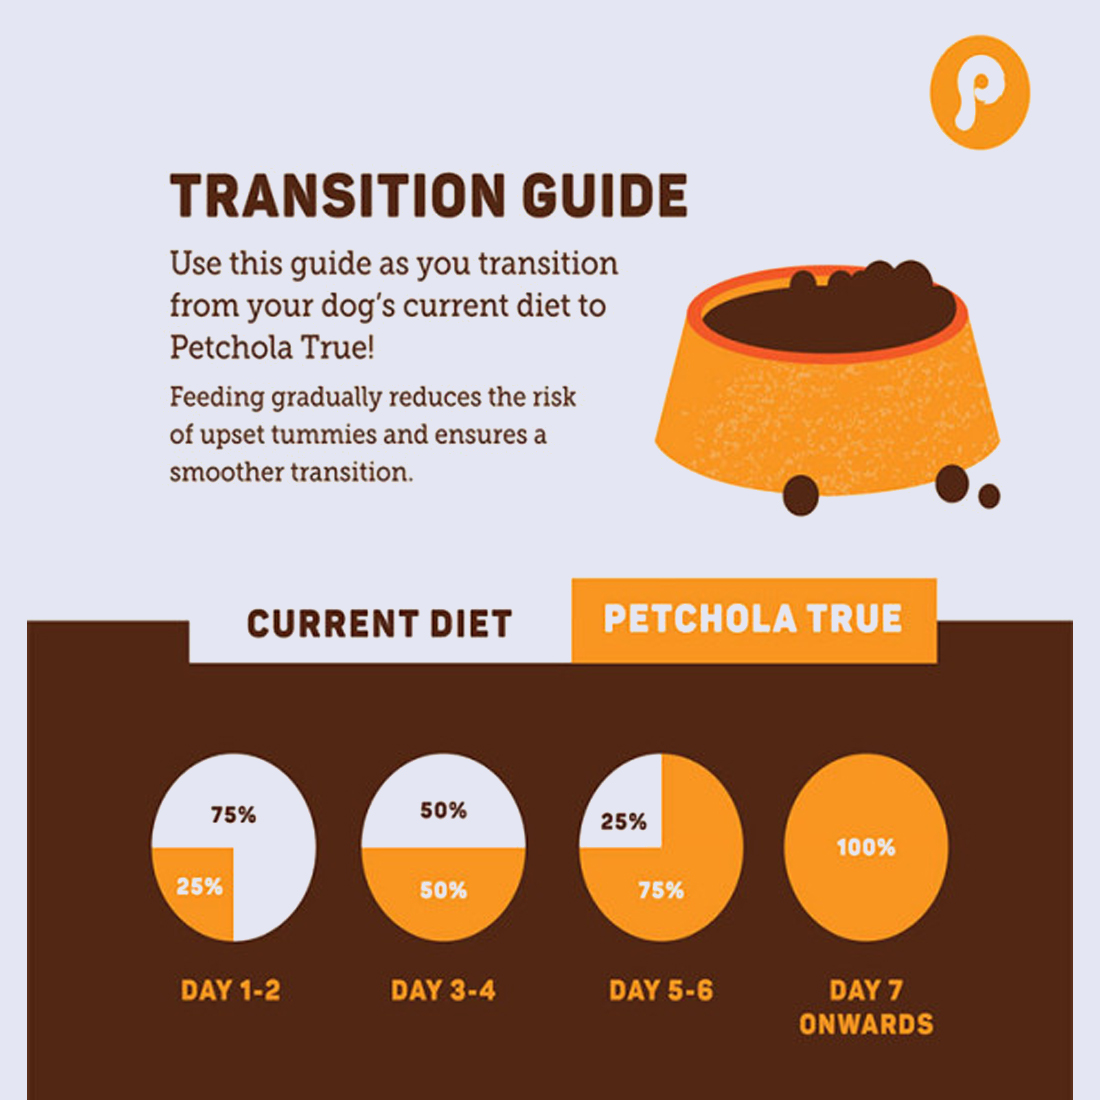 P
TRANSITION GUIDE
Use this guide as you transition
from your dog's current diet to
Petchola True!
Feeding gradually reduces the risk
of upset tummies and ensures a
smoother transition.
CURRENT DIET
PETCHOLA TRUE
75%
25%
50%
50%
25%
75%
100%
DAY 1-2
DAY 3-4
DAY 5-6
DAY 7
ONWARDS